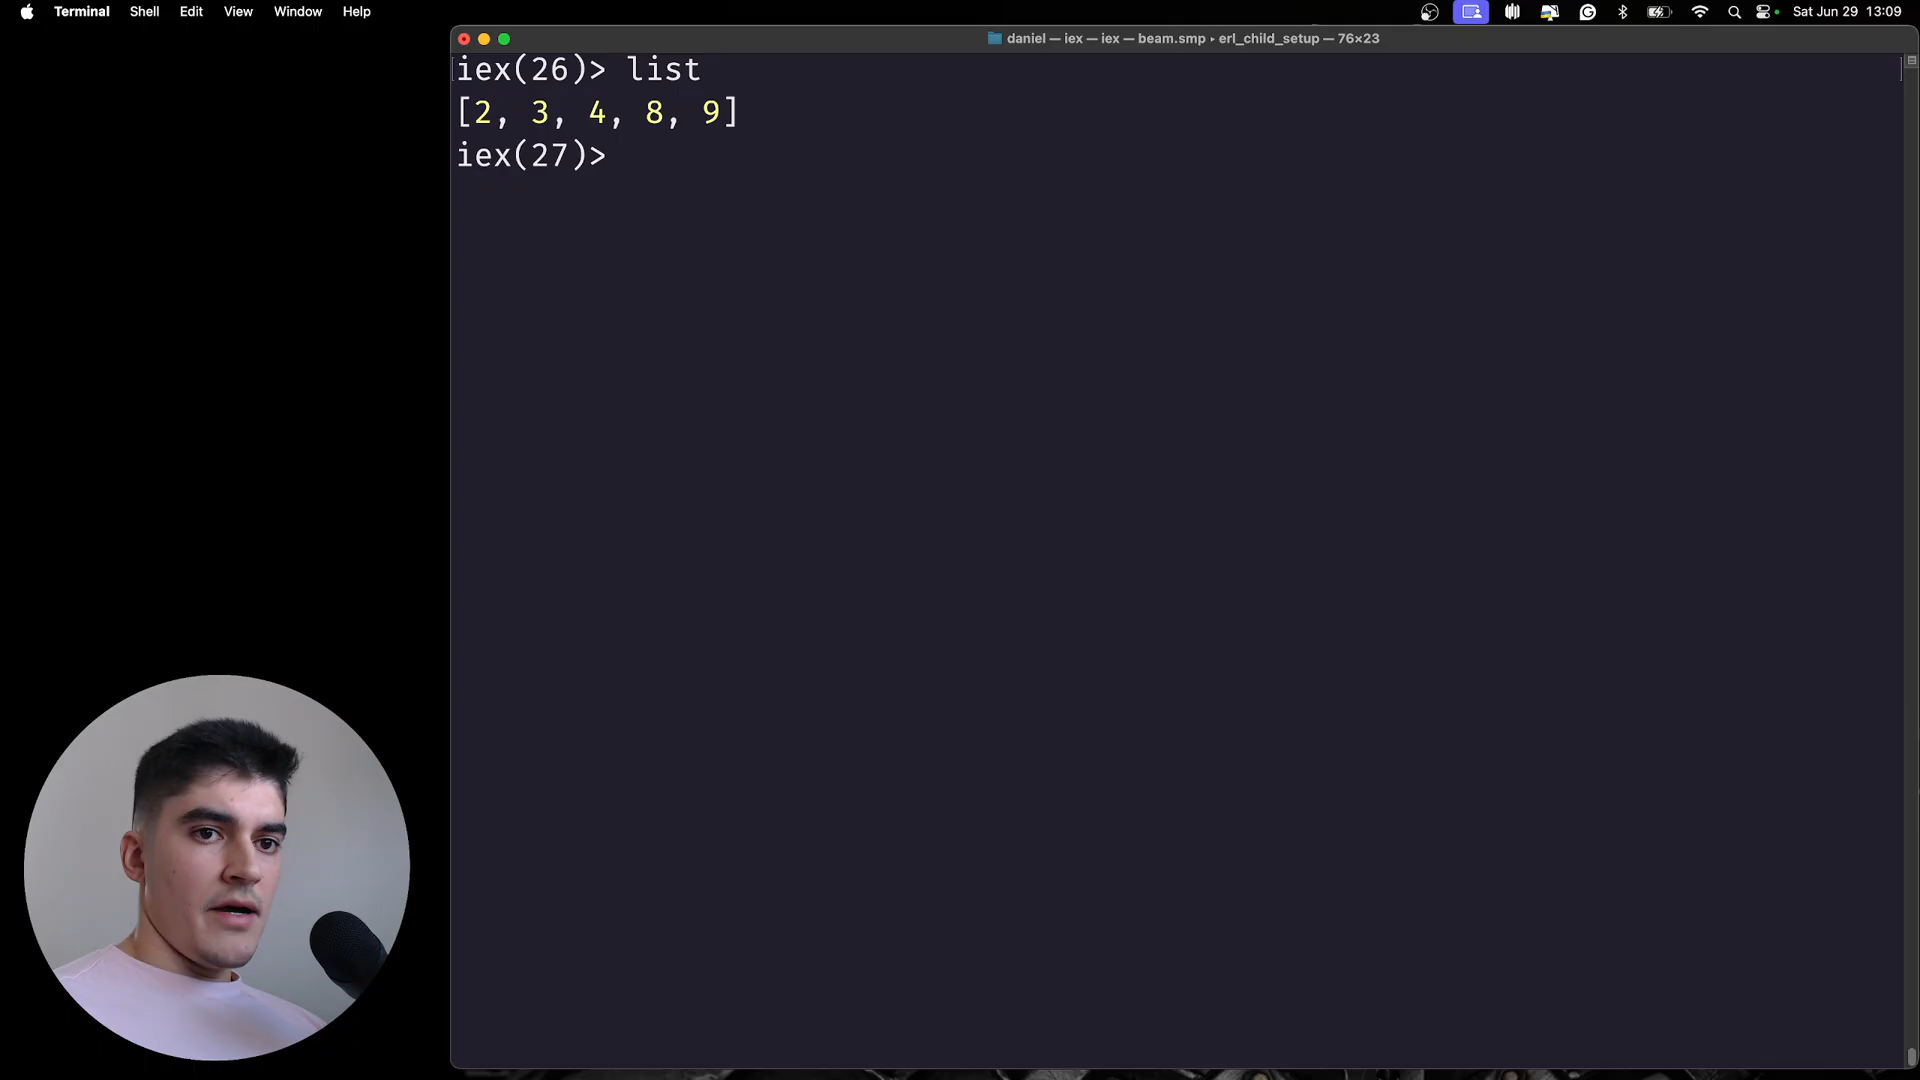 Terminal Shell Edit View Window Help Sat Jun 29 13:09
daniel — iex — iex — beam.smp ▸ erl_child_setup — 76×23
iex(26)> list
[2, 3, 4, 8, 9]
iex(27)>